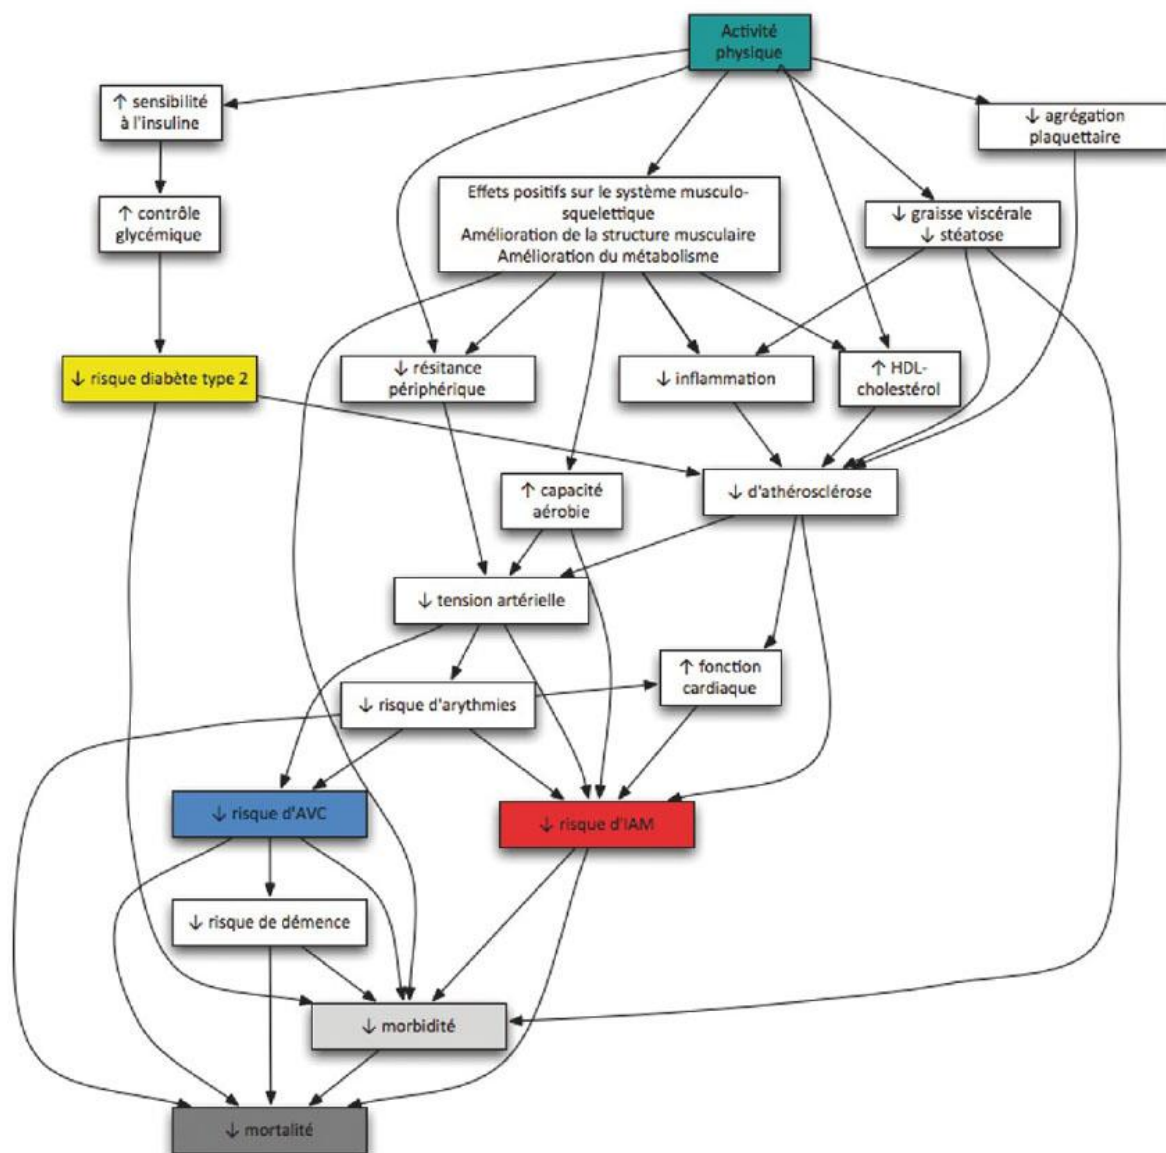 Activité
physique
↑ sensibilité
à l'insuline
↓ agrégation
plaquettaire
Effets positifs sur le système musculo-
squelettique
Amélioration de la structure musculaire
Amélioration du métabolisme
↑ contrôle
glycémique
↓ graisse viscérale
↓ stéatose
↓ risque diabète type 2
↓ résitance
périphérique
↓ inflammation
↑ HDL-
cholestérol
↑ capacité
aérobie
↓ d'athérosclérose
↓ tension artérielle
↑ fonction
cardiaque
↓ risque d'arythmies
↓ risque d'AVC
↓ risque d'IAM
↓ risque de démence
↓ morbidité
↓ mortalité